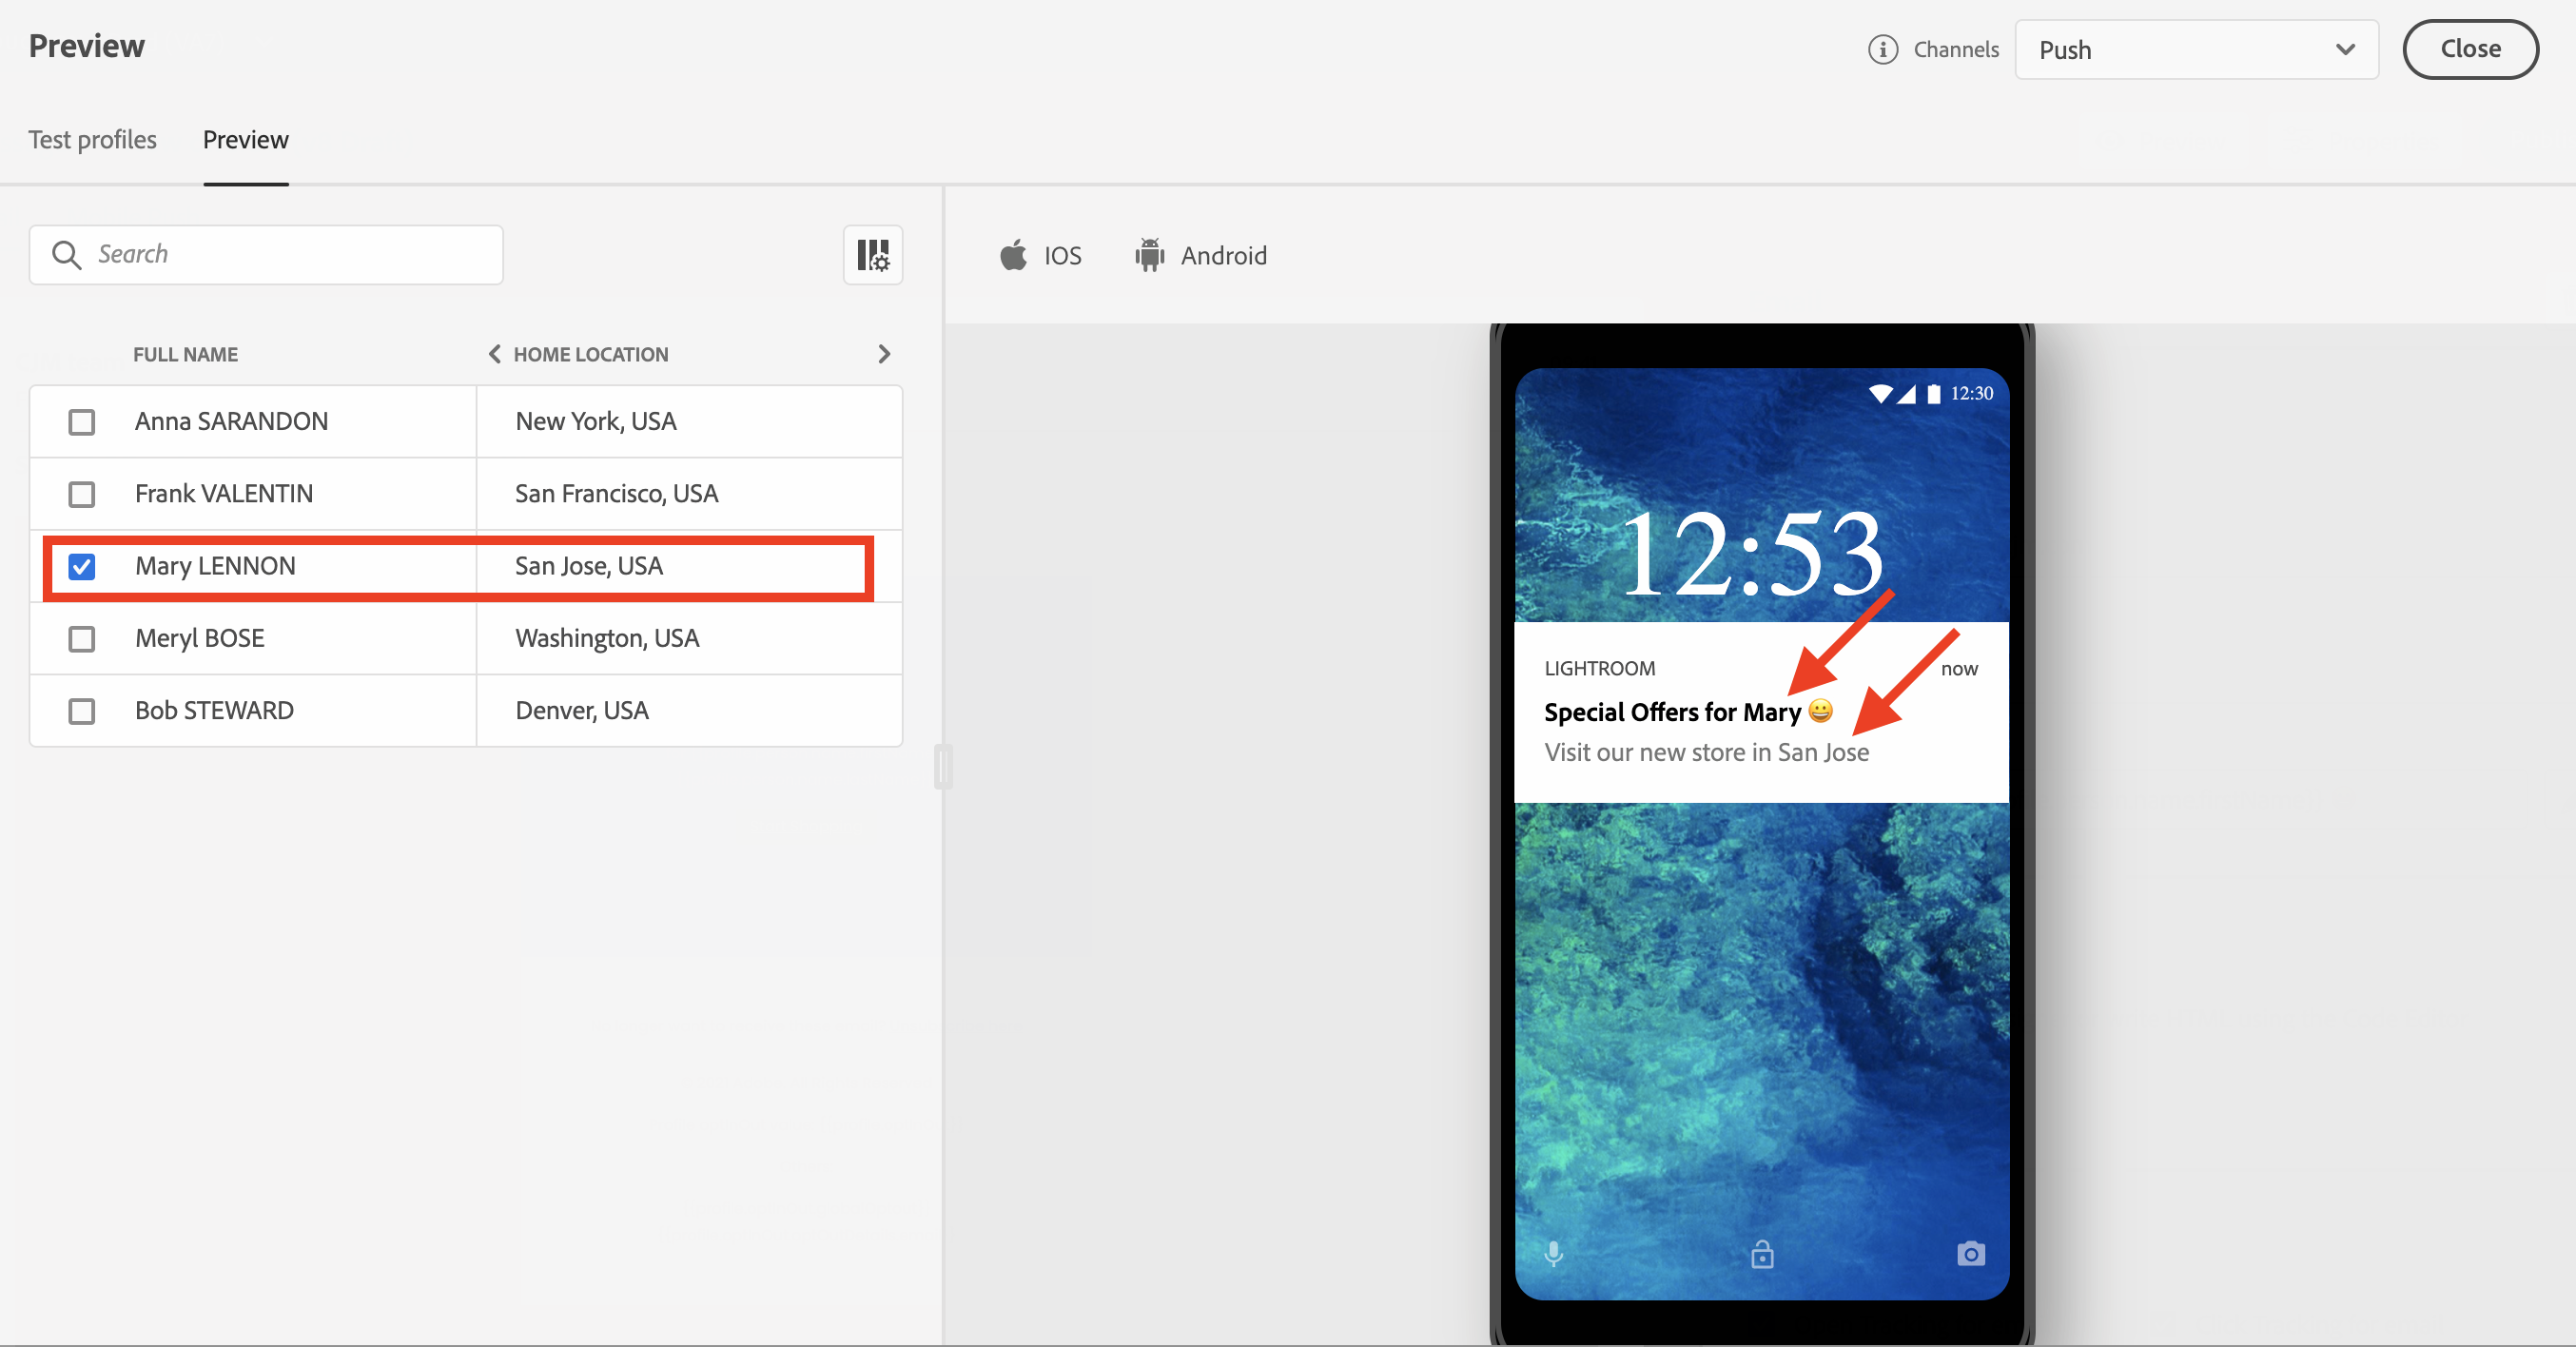 Preview
Channels
Push
Close
Test profiles
Preview
Search
FULL NAME
HOME LOCATION
Anna SARANDON
New York, USA
Frank VALENTIN
San Francisco, USA
Mary LENNON
San Jose, USA
Meryl BOSE
Washington, USA
Bob STEWARD
Denver, USA
IOS
Android
12:30
12:53
LIGHTROOM
now
Special Offers for Mary 😀
Visit our new store in San Jose